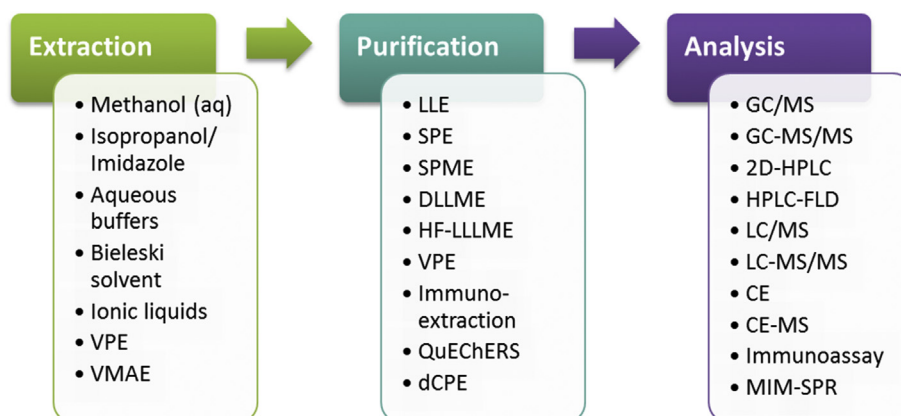 Extraction
• Methanol (aq)
• Isopropanol/
Imidazole
• Aqueous
buffers
• Bieleski
solvent
• Ionic liquids
• VPE
• VMAE
Purification
• LLE
• SPE
• SPME
• DLLME
• HF-LLLME
• VPE
• Immuno-
extraction
• QuEChERS
• dCPE
Analysis
• GC/MS
• GC-MS/MS
• 2D-HPLC
• HPLC-FLD
• LC/MS
• LC-MS/MS
• CE
• CE-MS
• Immunoassay
• MIM-SPR